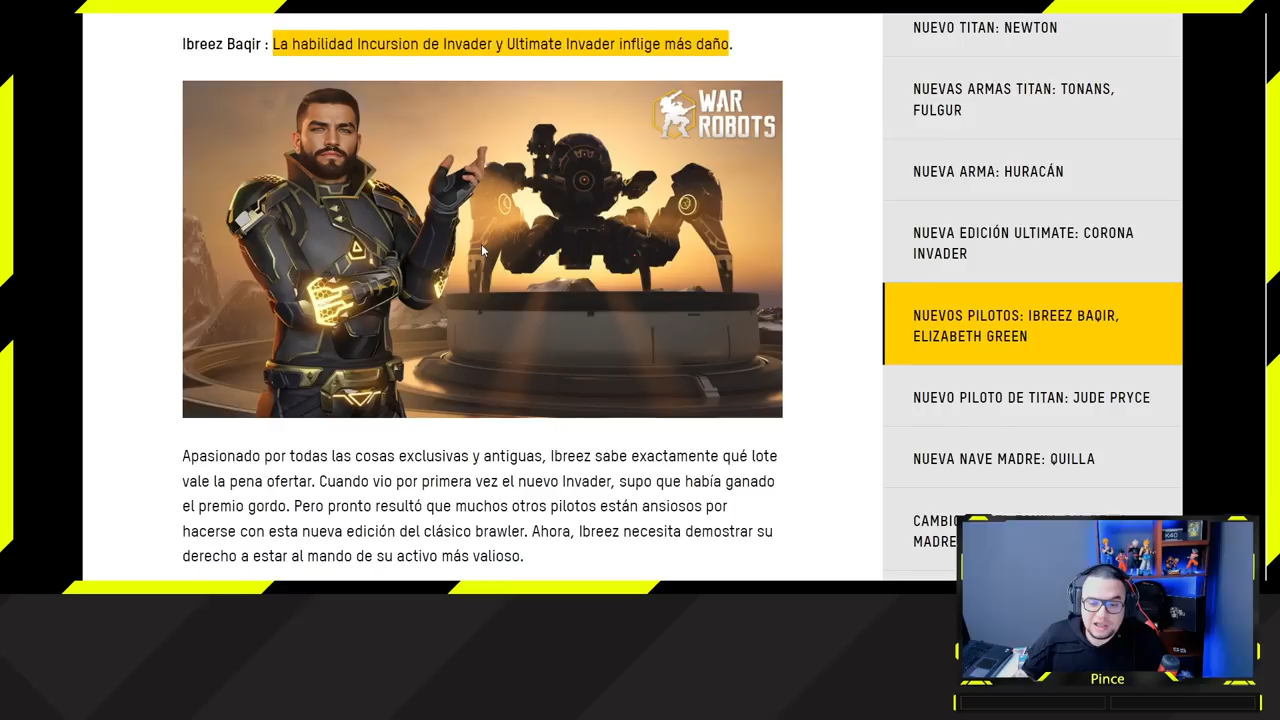 Ibreez Baqir : La habilidad Incursion de Invader y Ultimate Invader inflige más daño.
WAR
ROBOTS
Apasionado por todas las cosas exclusivas y antiguas, Ibreez sabe exactamente qué lote
vale la pena ofertar. Cuando vio por primera vez el nuevo Invader, supo que había ganado
el premio gordo. Pero pronto resultó que muchos otros pilotos están ansiosos por
hacerse con esta nueva edición del clásico brawler. Ahora, Ibreez necesita demostrar su
derecho a estar al mando de su activo más valioso.
NUEVO TITAN: NEWTON
NUEVAS ARMAS TITAN: TONANS,
FULGUR
NUEVA ARMA: HURACÁN
NUEVA EDICIÓN ULTIMATE: CORONA
INVADER
NUEVOS PILOTOS: IBREEZ BAQIR,
ELIZABETH GREEN
NUEVO PILOTO DE TITAN: JUDE PRYCE
NUEVA NAVE MADRE: QUILLA
MADRE
Pince